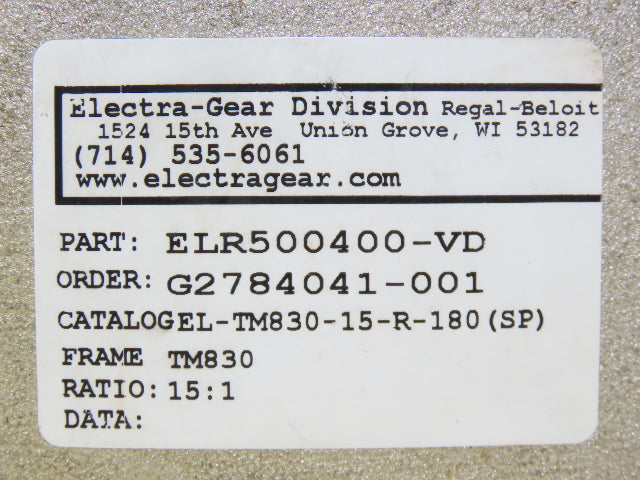 Electra-Gear Division Regal-Beloit
1524 15th Ave Union Grove, WI 53182
(714) 535-6061
www.electragear.com
PART: ELR500400-VD
ORDER: G2784041-001
CATALOGEL-TM830-15-R-180(SP)
FRAME TM830
RATIO: 15:1
DATA: